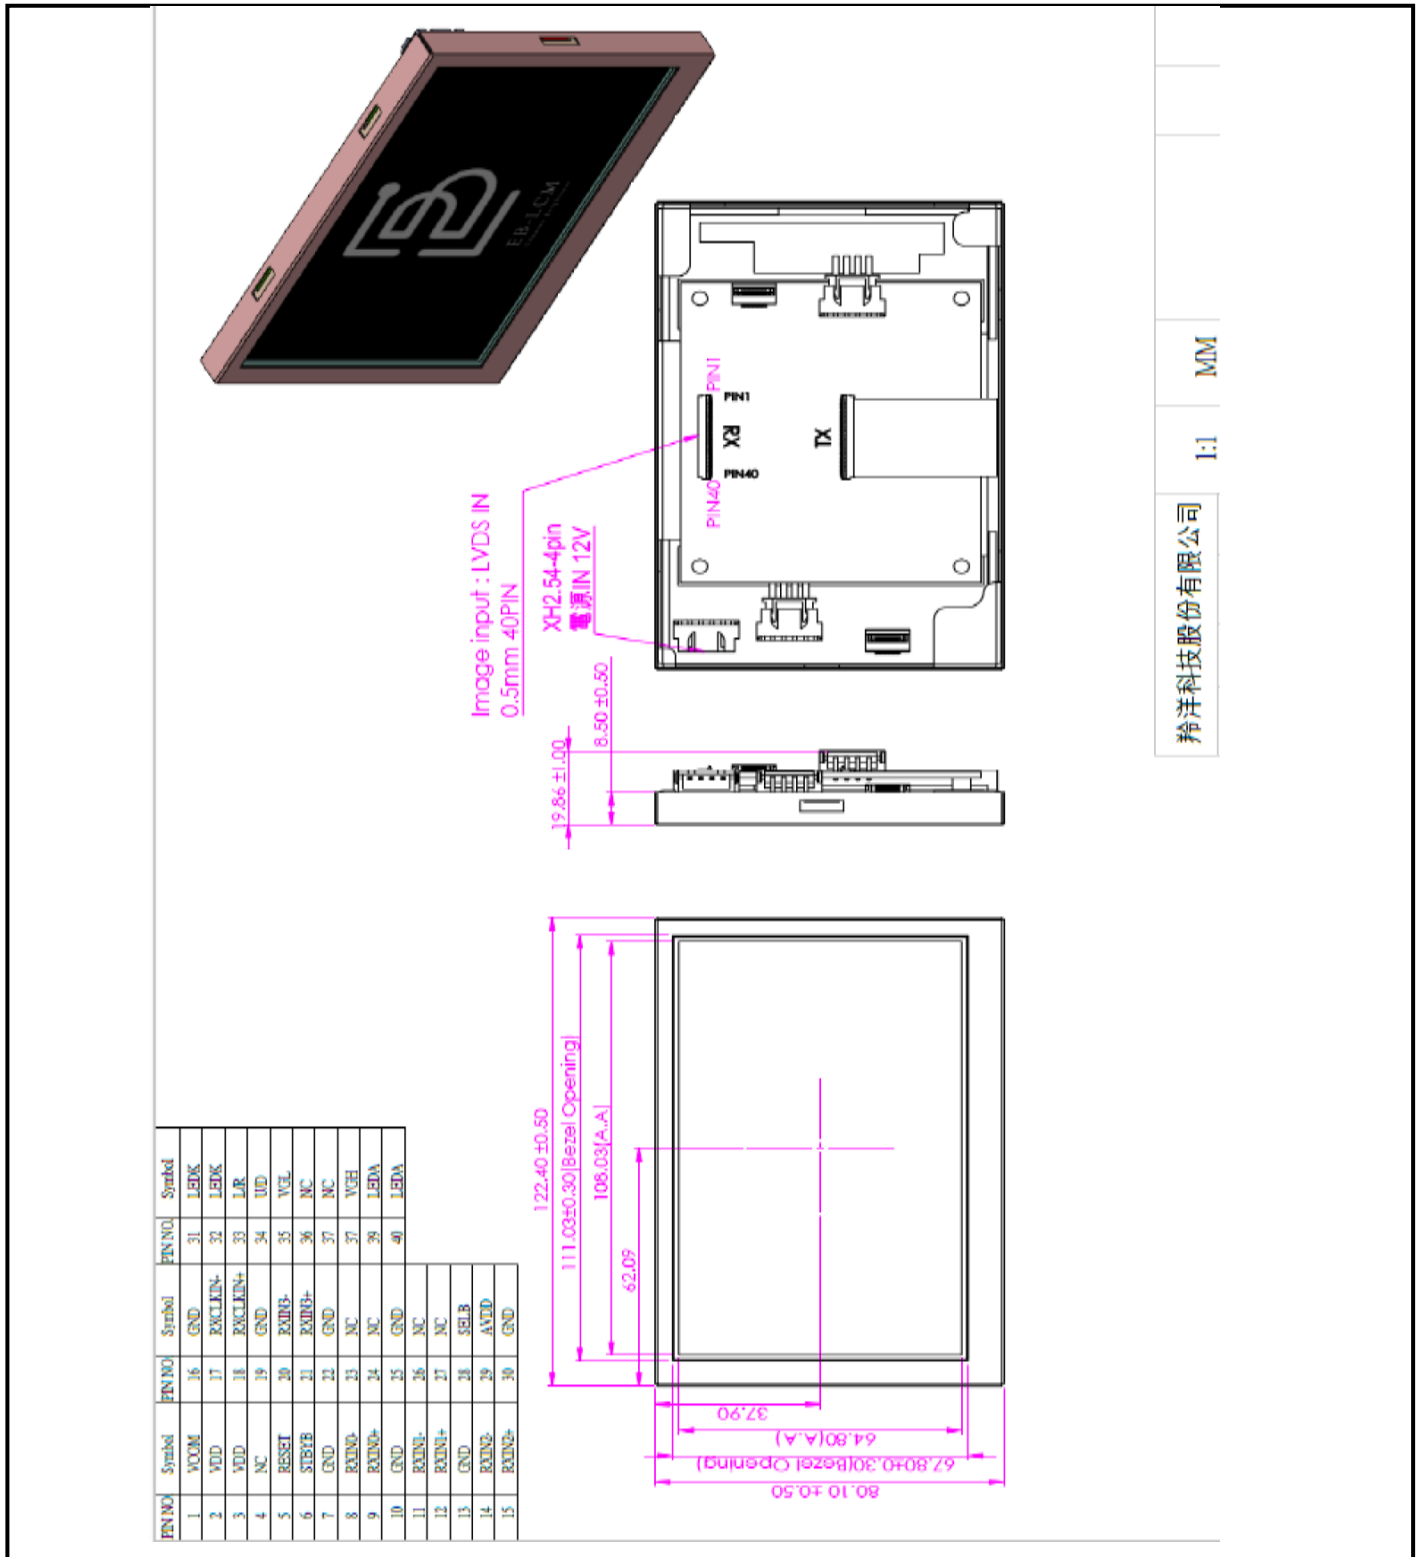 EB-LCM
PIN1
PIN1
RX
TX
PIN40
PIN40
Image input : LVDS IN
0.5mm 40PIN
XH2.54-4pin
電源IN 12V
19.86 ±1.00
8.50 ±0.50
122.40 ±0.50
111.03±0.30(Bezel Opening)
108.03(A.A)
62.09
37.90
64.80(A.A)
67.80±0.30(Bezel Opening)
80.10 ±0.50
羚洋科技股份有限公司
1:1
MM
PIN NO Symbol PIN NO Symbol PIN NO. Symbol
1 VCOM 16 GND 31 LEDK
2 VDD 17 RXCLKIN- 32 LEDK
3 VDD 18 RXCLKIN+ 33 L/R
4 NC 19 GND 34 U/D
5 RESET 20 RXIN3- 35 VGL
6 STBYB 21 RXIN3+ 36 NC
7 GND 22 GND 37 NC
8 RXIN0- 23 NC 37 VGH
9 RXIN0+ 24 NC 39 LEDA
10 GND 25 GND 40 LEDA
11 RXIN1- 26 NC
12 RXIN1+ 27 NC
13 GND 28 SELB
14 RXIN2- 29 AVDD
15 RXIN2+ 30 GND